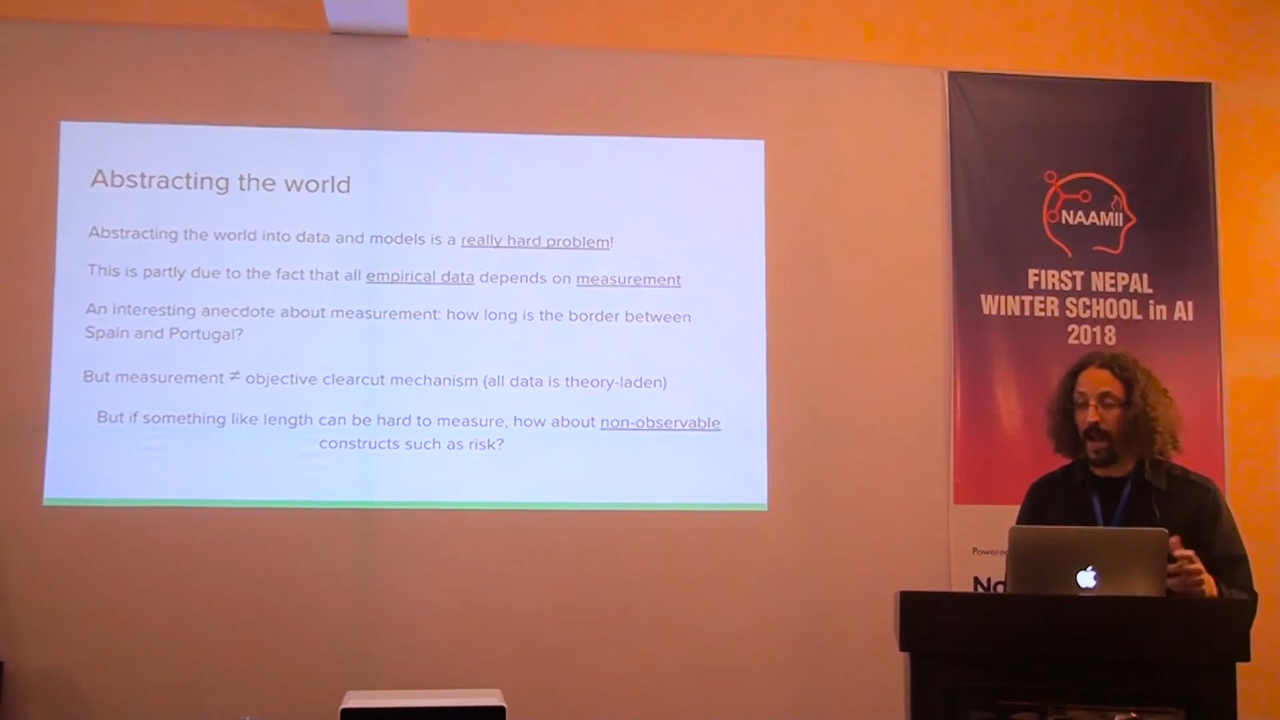 Abstracting the world
Abstracting the world into data and models is a really hard problem!
This is partly due to the fact that all empirical data depends on measurement
An interesting anecdote about measurement: how long is the border between
Spain and Portugal?
But measurement ≠ objective clearcut mechanism (all data is theory-laden)
But if something like length can be hard to measure, how about non-observable
constructs such as risk?
NAAMII
FIRST NEPAL
WINTER SCHOOL in AI
2018